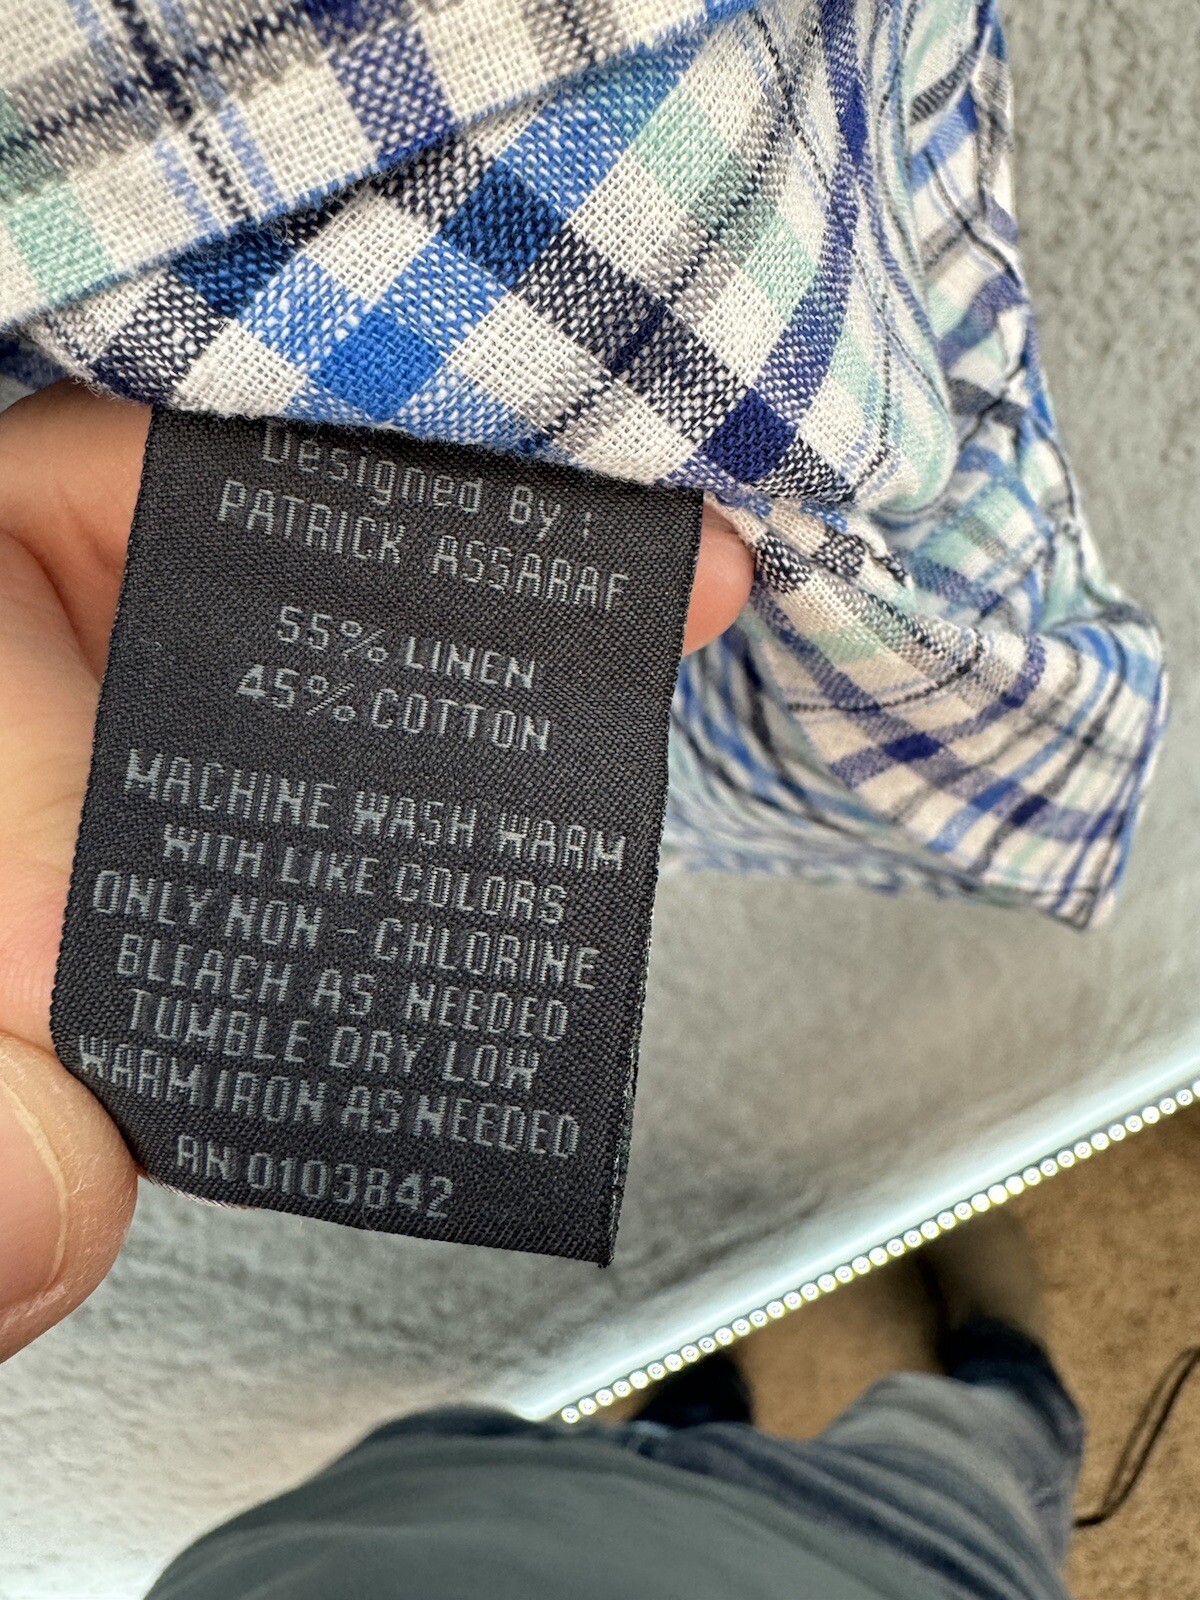 Designed By :
PATRICK ASSARAF
55% LINEN
45% COTTON
MACHINE WASH WARM
WITH LIKE COLORS
ONLY NON - CHLORINE
BLEACH AS NEEDED
TUMBLE DRY LOW
WARM IRON AS NEEDED
RN 0103842